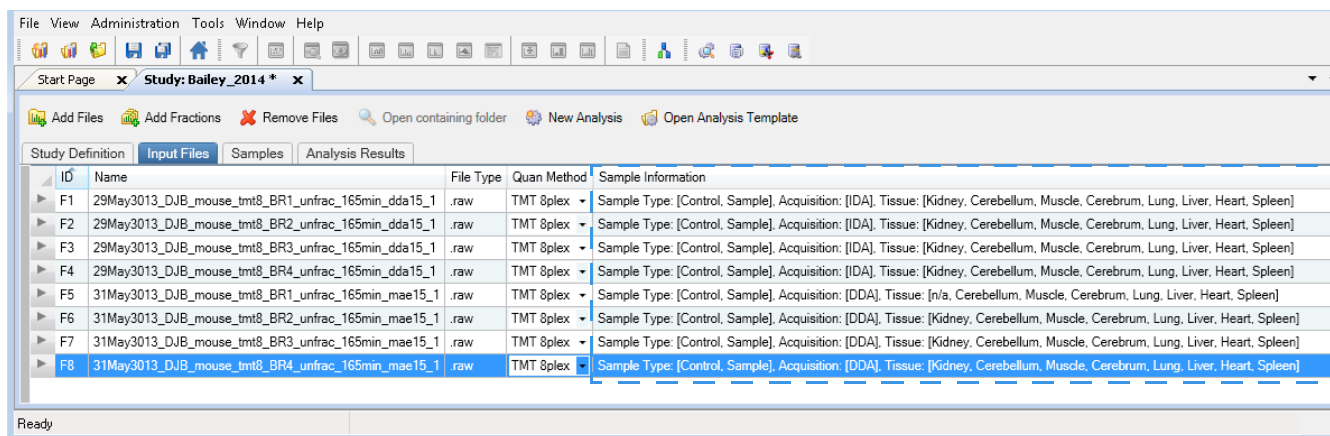 File View Administration Tools Window Help
Start Page x Study: Bailey_2014 * x
Add Files Add Fractions Remove Files Open containing folder New Analysis Open Analysis Template
Study Definition Input Files Samples Analysis Results
ID Name File Type Quan Method Sample Information
F1 29May3013_DJB_mouse_tmt8_BR1_unfrac_165min_dda15_1 .raw TMT 8plex Sample Type: [Control, Sample], Acquisition: [IDA], Tissue: [Kidney, Cerebellum, Muscle, Cerebrum, Lung, Liver, Heart, Spleen]
F2 29May3013_DJB_mouse_tmt8_BR2_unfrac_165min_dda15_1 .raw TMT 8plex Sample Type: [Control, Sample], Acquisition: [IDA], Tissue: [Kidney, Cerebellum, Muscle, Cerebrum, Lung, Liver, Heart, Spleen]
F3 29May3013_DJB_mouse_tmt8_BR3_unfrac_165min_dda15_1 .raw TMT 8plex Sample Type: [Control, Sample], Acquisition: [IDA], Tissue: [Kidney, Cerebellum, Muscle, Cerebrum, Lung, Liver, Heart, Spleen]
F4 29May3013_DJB_mouse_tmt8_BR4_unfrac_165min_dda15_1 .raw TMT 8plex Sample Type: [Control, Sample], Acquisition: [IDA], Tissue: [Kidney, Cerebellum, Muscle, Cerebrum, Lung, Liver, Heart, Spleen]
F5 31May3013_DJB_mouse_tmt8_BR1_unfrac_165min_mae15_1 .raw TMT 8plex Sample Type: [Control, Sample], Acquisition: [DDA], Tissue: [n/a, Cerebellum, Muscle, Cerebrum, Lung, Liver, Heart, Spleen]
F6 31May3013_DJB_mouse_tmt8_BR2_unfrac_165min_mae15_1 .raw TMT 8plex Sample Type: [Control, Sample], Acquisition: [DDA], Tissue: [Kidney, Cerebellum, Muscle, Cerebrum, Lung, Liver, Heart, Spleen]
F7 31May3013_DJB_mouse_tmt8_BR3_unfrac_165min_mae15_1 .raw TMT 8plex Sample Type: [Control, Sample], Acquisition: [DDA], Tissue: [Kidney, Cerebellum, Muscle, Cerebrum, Lung, Liver, Heart, Spleen]
F8 31May3013_DJB_mouse_tmt8_BR4_unfrac_165min_mae15_1 .raw TMT 8plex Sample Type: [Control, Sample], Acquisition: [DDA], Tissue: [Kidney, Cerebellum, Muscle, Cerebrum, Lung, Liver, Heart, Spleen]
Ready